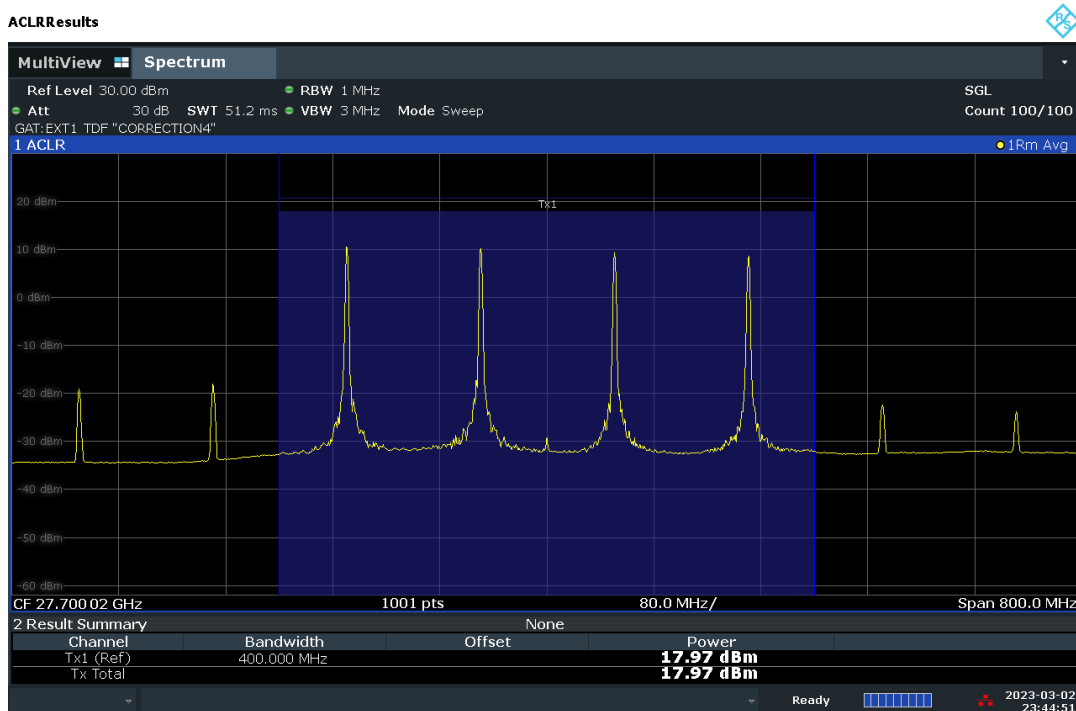 ACLRResults
R&S
MultiView Spectrum
Ref Level 30.00 dBm RBW 1 MHz SGL
Att 30 dB SWT 51.2 ms VBW 3 MHz Mode Sweep Count 100/100
GAT:EXT1 TDF "CORRECTION4"
1 ACLR 1Rm Avg
20 dBm
Tx1
10 dBm
0 dBm
-10 dBm
-20 dBm
-30 dBm
-40 dBm
-50 dBm
-60 dBm
CF 27.700 02 GHz 1001 pts 80.0 MHz/ Span 800.0 MHz
2 Result Summary None
Channel Bandwidth Offset Power
Tx1 (Ref) 400.000 MHz 17.97 dBm
Tx Total 17.97 dBm
Ready 2023-03-02
23:44:51